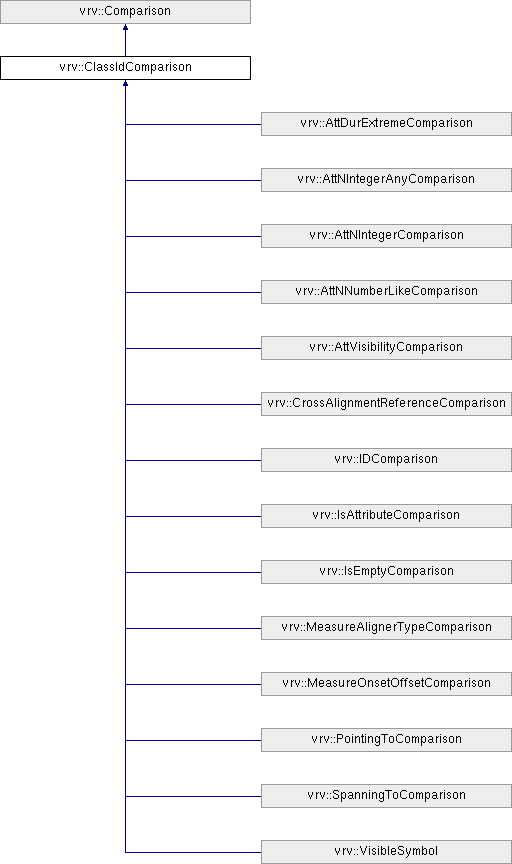 vrv::Comparison
vrv::ClassIdComparison
vrv::AttDurExtremeComparison
vrv::AttNIntegerAnyComparison
vrv::AttNIntegerComparison
vrv::AttNNumberLikeComparison
vrv::AttVisibilityComparison
vrv::CrossAlignmentReferenceComparison
vrv::IDComparison
vrv::IsAttributeComparison
vrv::IsEmptyComparison
vrv::MeasureAlignerTypeComparison
vrv::MeasureOnsetOffsetComparison
vrv::PointingToComparison
vrv::SpanningToComparison
vrv::VisibleSymbol